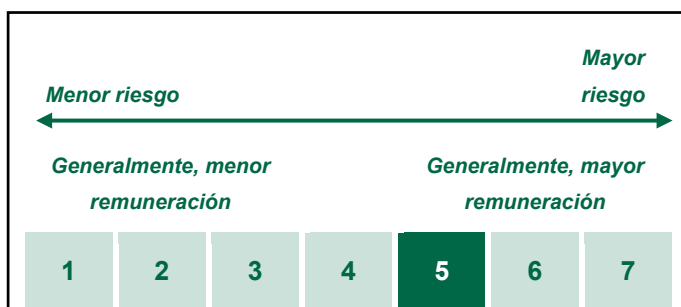 Mayor
Menor riesgo riesgo
Generalmente, menor Generalmente, mayor
remuneración remuneración
1 2 3 4 5 6 7